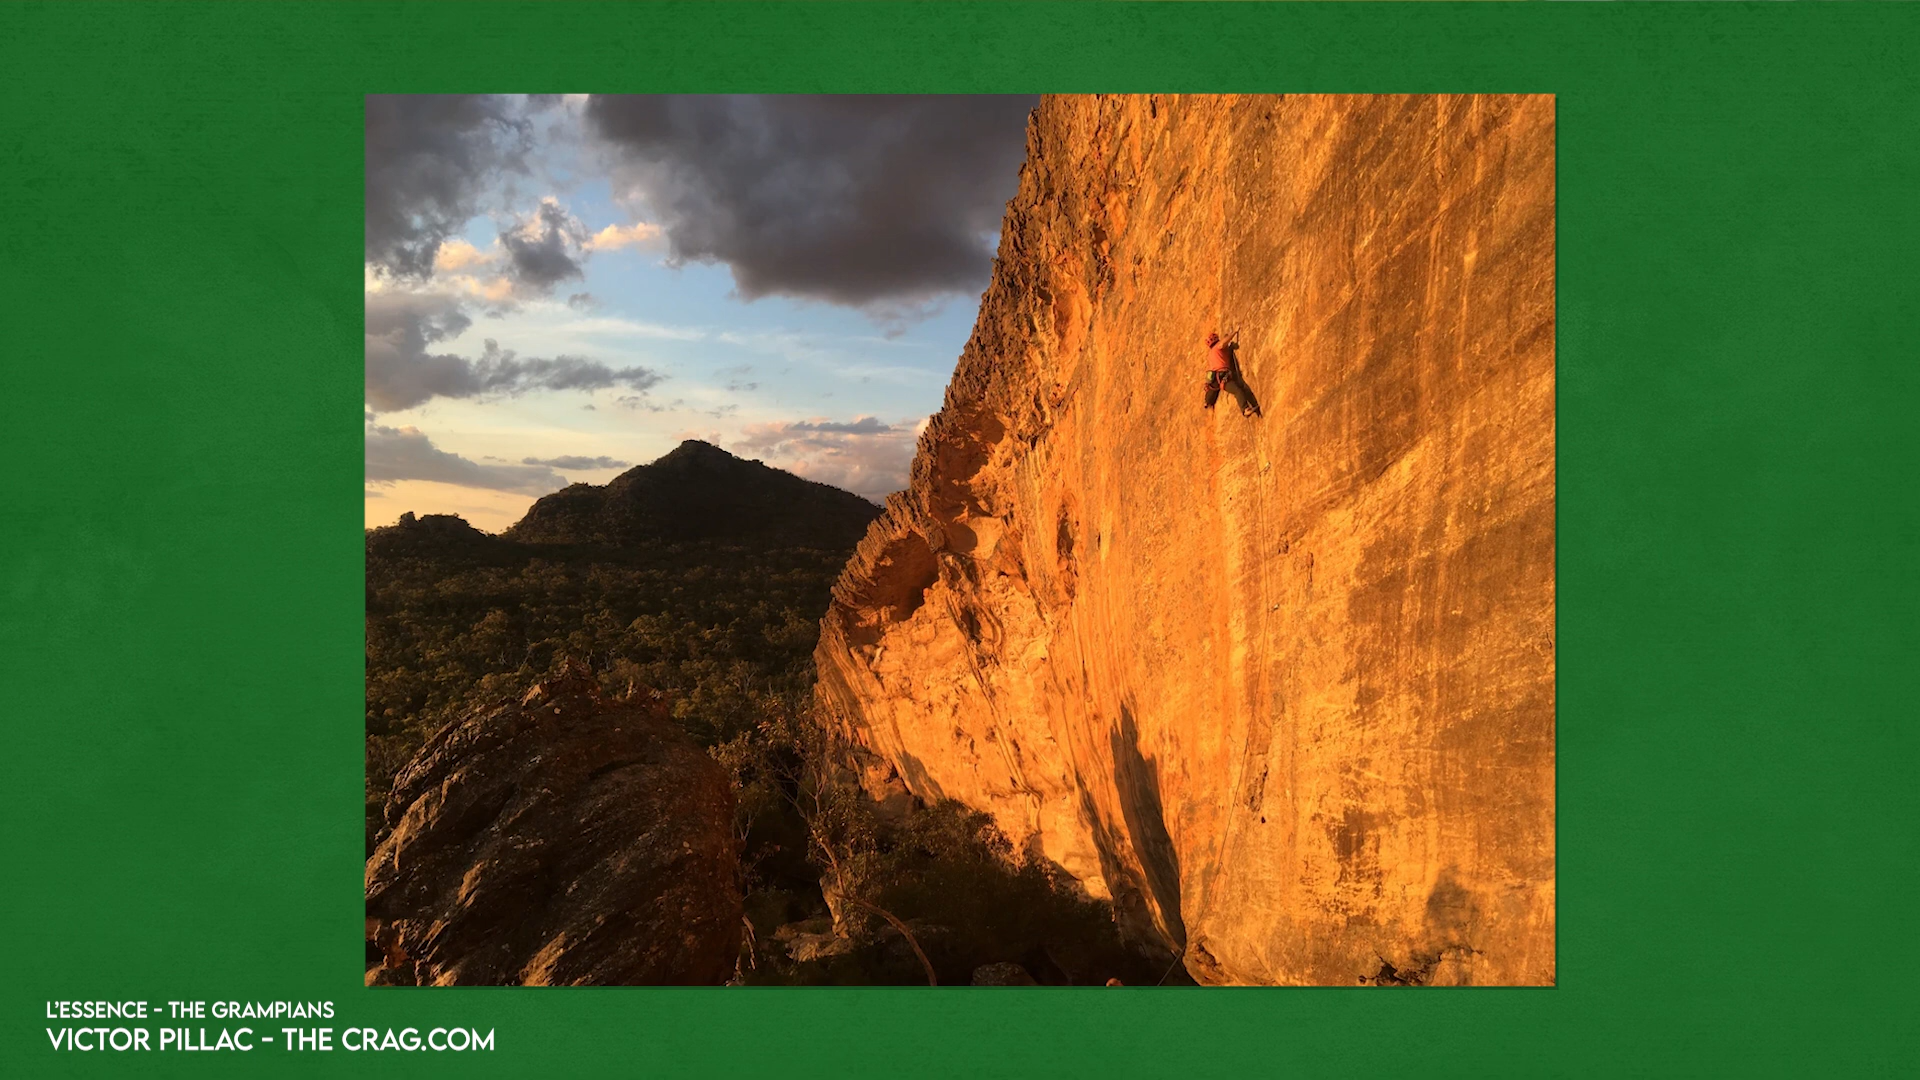 L'ESSENCE - THE GRAMPIANS
VICTOR PILLAC - THE CRAG.COM